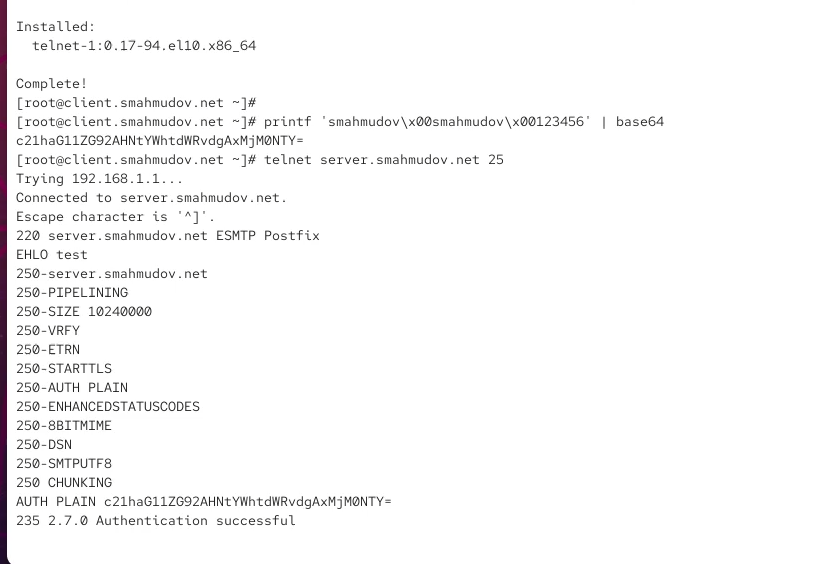 Installed:
  telnet-1:0.17-94.el10.x86_64
Complete!
[root@client.smahmudov.net ~]#
[root@client.smahmudov.net ~]# printf 'smahmudov\x00smahmudov\x00123456' | base64
c21haG11ZG92AHNtYWhtdWRvdgAxMjM0NTY=
[root@client.smahmudov.net ~]# telnet server.smahmudov.net 25
Trying 192.168.1.1...
Connected to server.smahmudov.net.
Escape character is '^]'.
220 server.smahmudov.net ESMTP Postfix
EHLO test
250-server.smahmudov.net
250-PIPELINING
250-SIZE 10240000
250-VRFY
250-ETRN
250-STARTTLS
250-AUTH PLAIN
250-ENHANCEDSTATUSCODES
250-8BITMIME
250-DSN
250-SMTPUTF8
250 CHUNKING
AUTH PLAIN c21haG11ZG92AHNtYWhtdWRvdgAxMjM0NTY=
235 2.7.0 Authentication successful